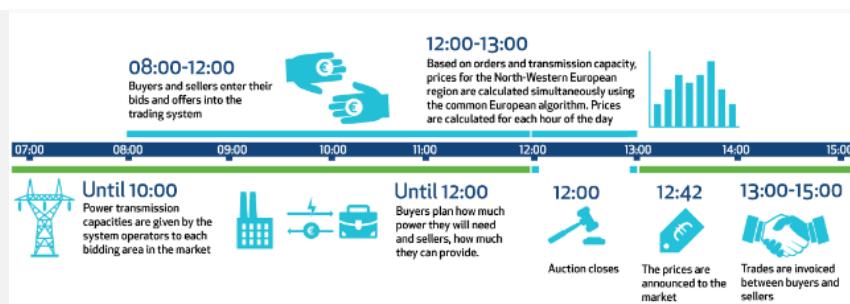 08:00-12:00
Buyers and sellers enter their
bids and offers into the
trading system
€
€
12:00-13:00
Based on orders and transmission capacity,
prices for the North-Western European
region are calculated simultaneously using
the common European algorithm. Prices
are calculated for each hour of the day
07:00 08:00 09:00 10:00 11:00 12:00 13:00 14:00 15:00
Until 10:00
Power transmission
capacities are given by the
system operators to each
bidding area in the market
€
Until 12:00
Buyers plan how much
power they will need
and sellers, how much
they can provide.
12:00
Auction closes
12:42
€
The prices are
announced to the
market
13:00-15:00
Trades are invoiced
between buyers and
sellers